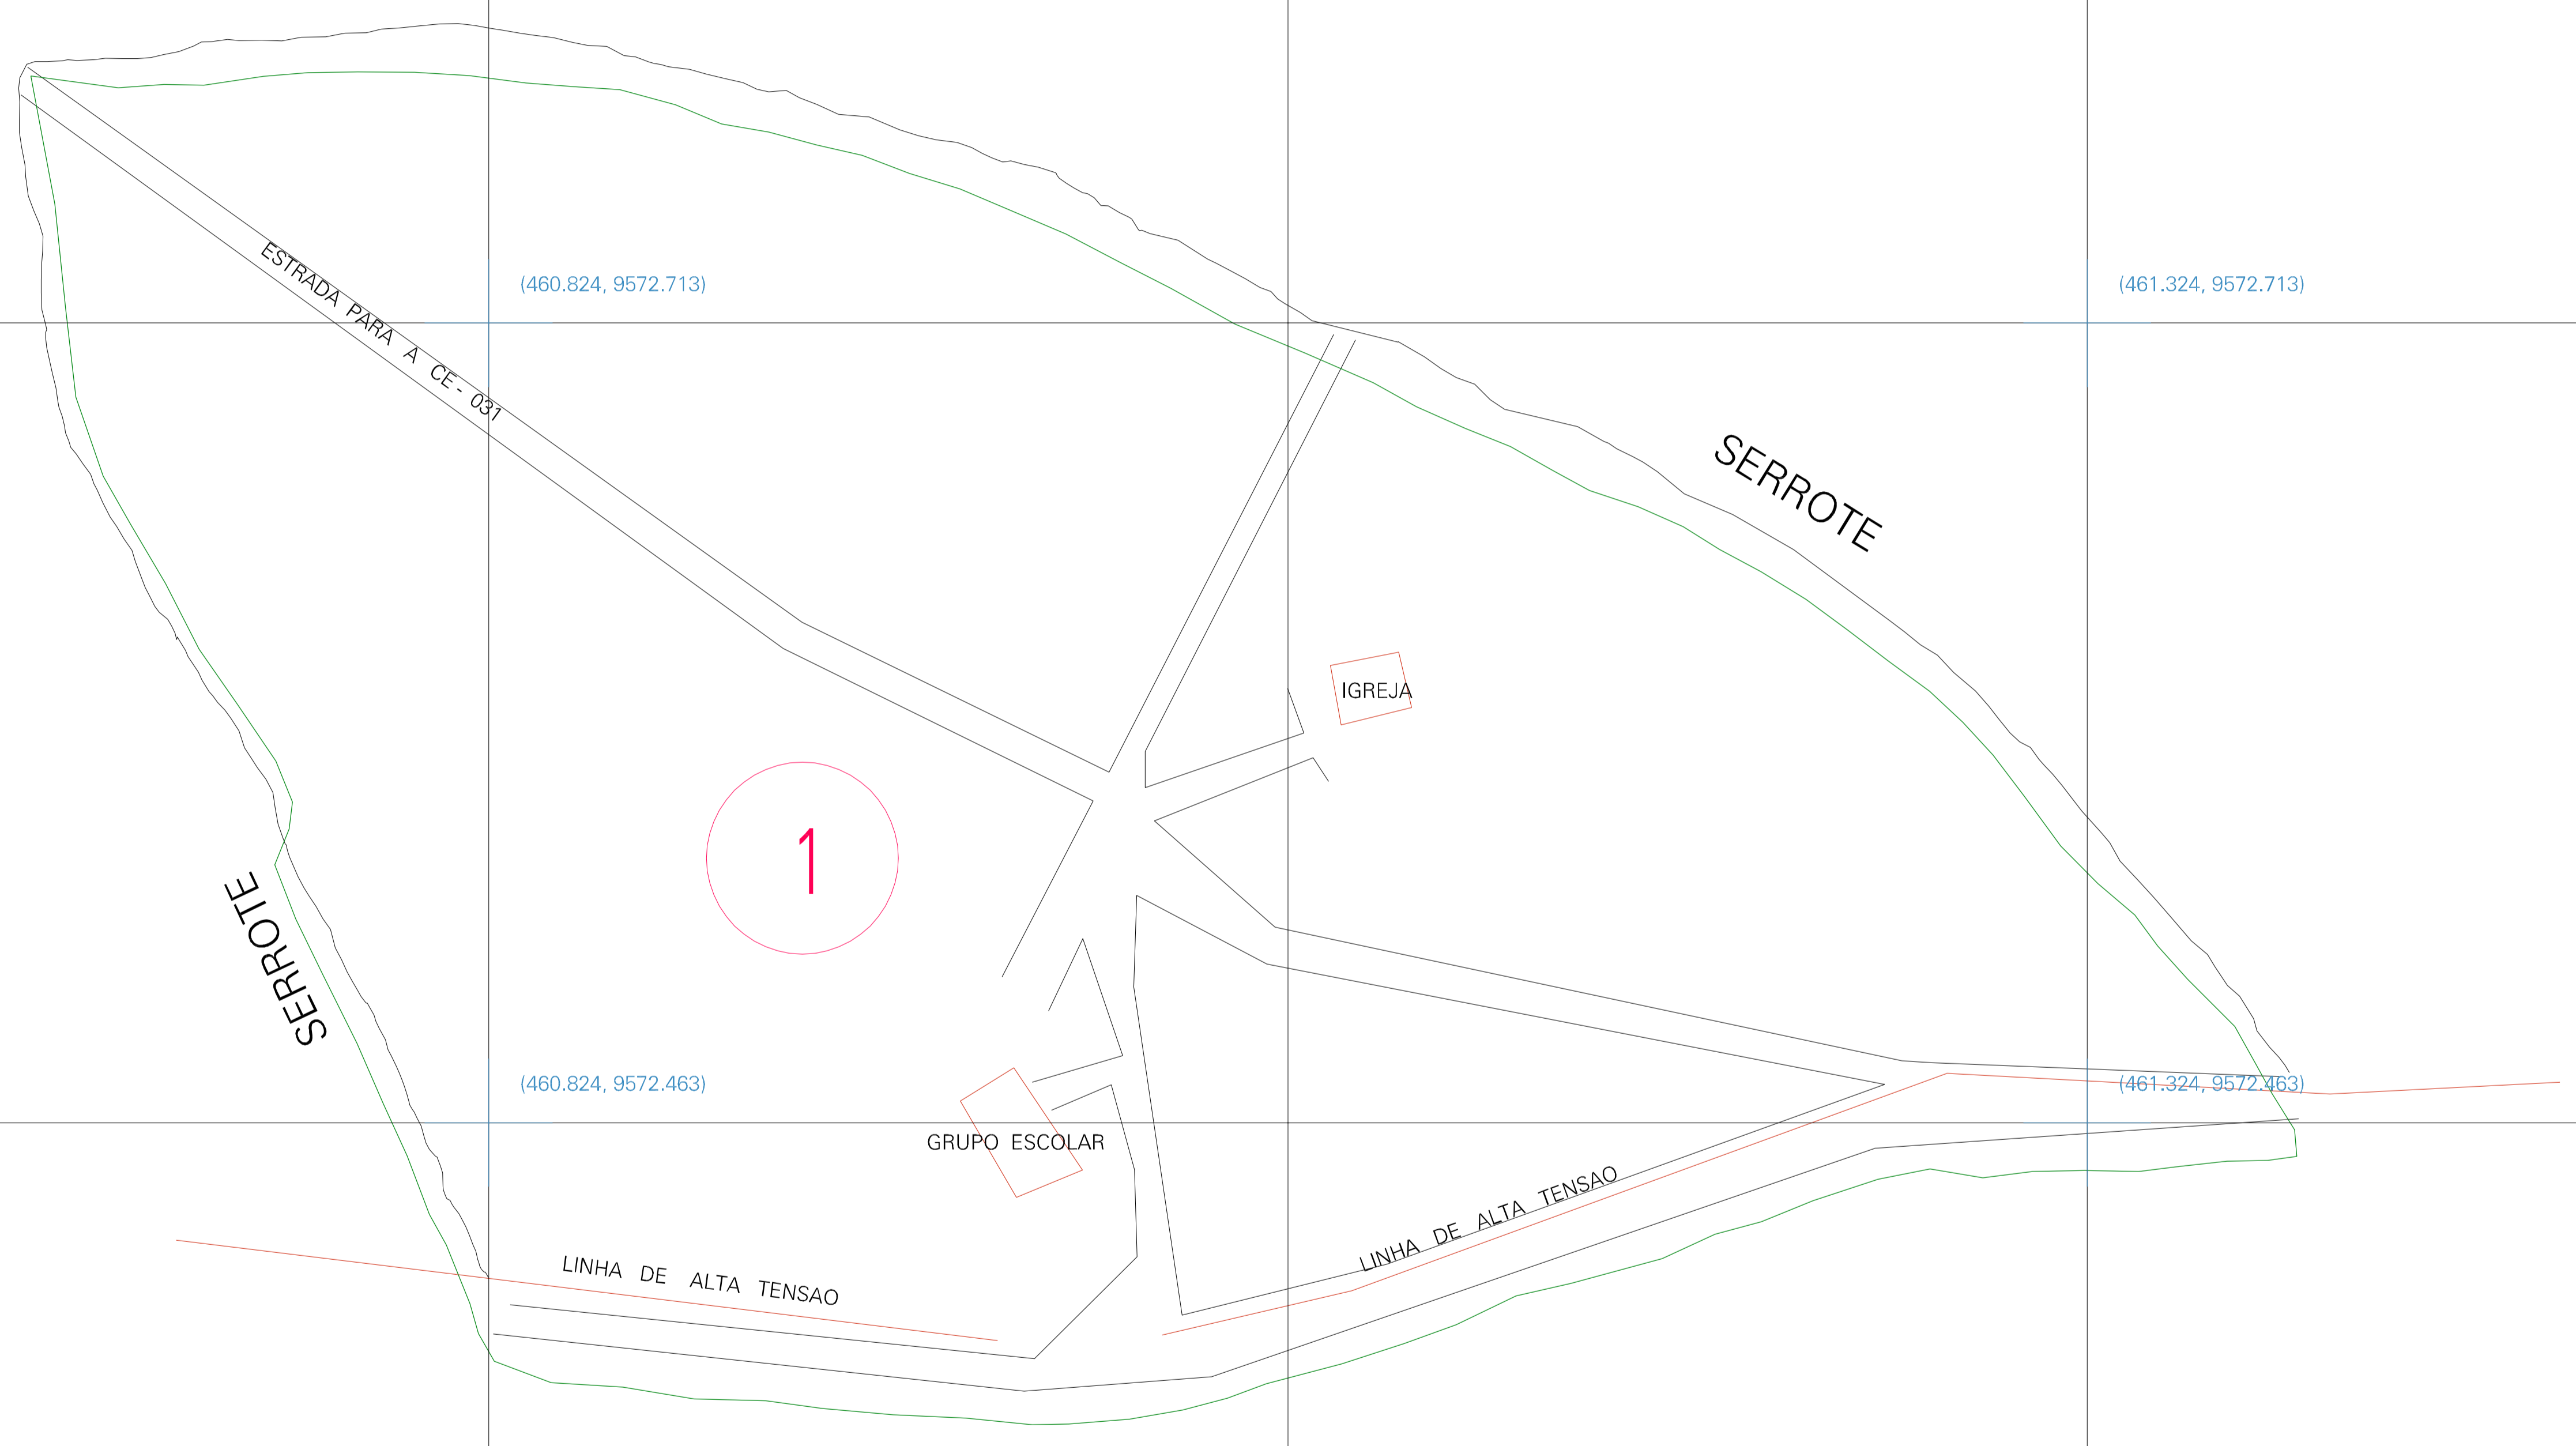 ESTRADA PARA A CE - 031
(460.824, 9572.713)
(461.324, 9572.713)
SERROTE
IGREJA
1
SERROTE
(460.824, 9572.463)
(461.324, 9572.463)
GRUPO ESCOLAR
LINHA DE ALTA TENSAO
LINHA DE ALTA TENSAO